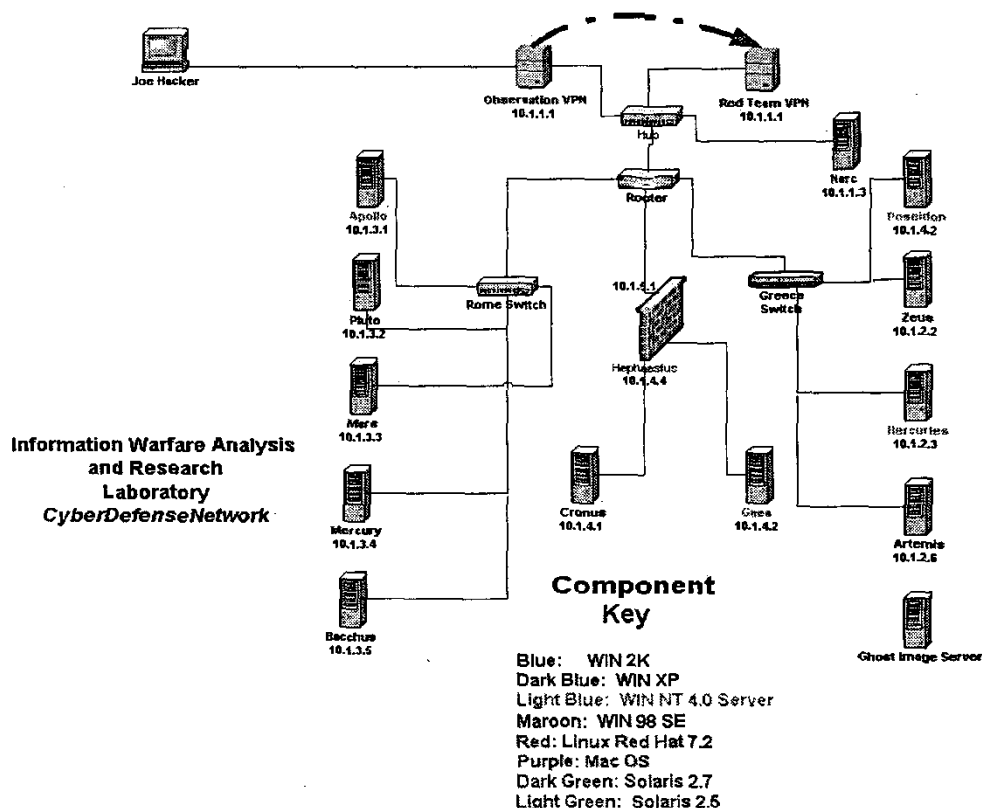 Joe Hacker
Observation VPN
10.1.1.1
Red Team VPN
10.1.1.1
Hub
Narc
10.1.1.3
Router
Apollo
10.1.3.1
Poseidon
10.1.4.2
Rome Switch
10.1.5.1
Greece
Switch
Pluto
10.1.3.2
Zeus
10.1.2.2
Hephaestus
10.1.4.4
Mars
10.1.3.3
Hercules
10.1.2.3
Information Warfare Analysis
and Research
Laboratory
CyberDefenseNetwork
Mercury
10.1.3.4
Cronus
10.1.4.1
Giaea
10.1.4.2
Artemis
10.1.2.6
Bacchus
10.1.3.5
Ghost Image Server
Component
Key
Blue: WIN 2K
Dark Blue: WIN XP
Light Blue: WIN NT 4.0 Server
Maroon: WIN 98 SE
Red: Linux Red Hat 7.2
Purple: Mac OS
Dark Green: Solaris 2.7
Light Green: Solaris 2.5